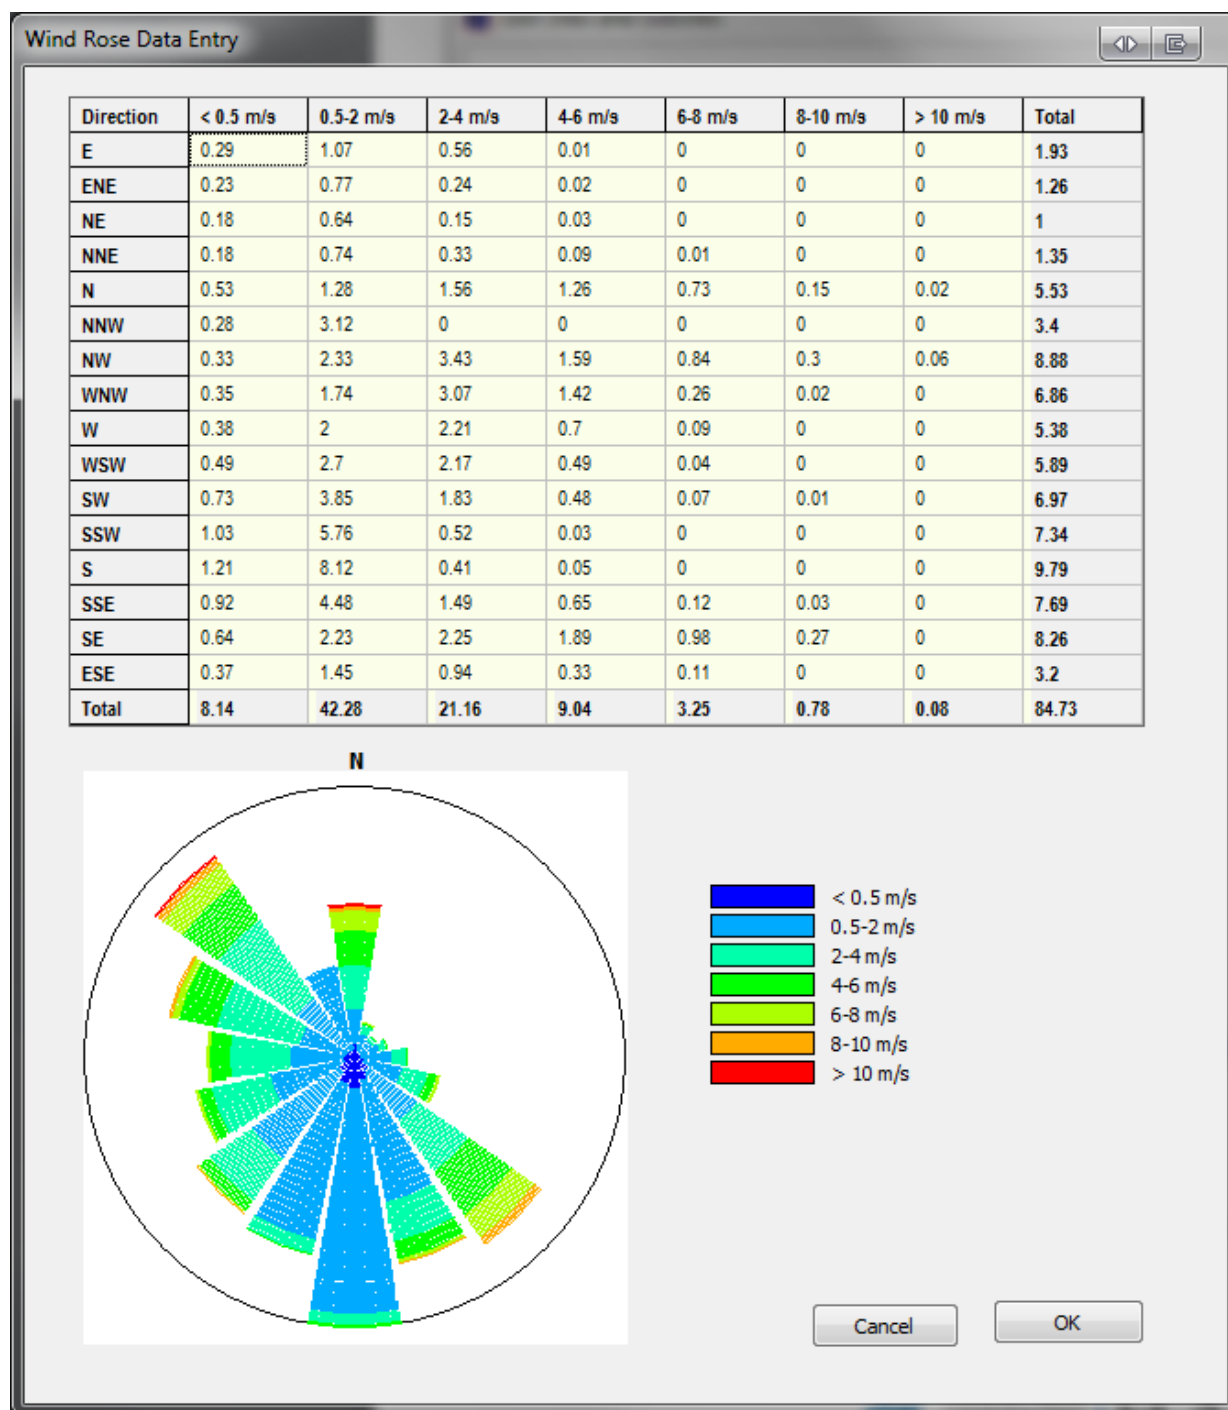 Wind Rose Data Entry
Direction < 0.5 m/s 0.5-2 m/s 2-4 m/s 4-6 m/s 6-8 m/s 8-10 m/s > 10 m/s Total
E 0.29 1.07 0.56 0.01 0 0 0 1.93
ENE 0.23 0.77 0.24 0.02 0 0 0 1.26
NE 0.18 0.64 0.15 0.03 0 0 0 1
NNE 0.18 0.74 0.33 0.09 0.01 0 0 1.35
N 0.53 1.28 1.56 1.26 0.73 0.15 0.02 5.53
NNW 0.28 3.12 0 0 0 0 0 3.4
NW 0.33 2.33 3.43 1.59 0.84 0.3 0.06 8.88
WNW 0.35 1.74 3.07 1.42 0.26 0.02 0 6.86
W 0.38 2 2.21 0.7 0.09 0 0 5.38
WSW 0.49 2.7 2.17 0.49 0.04 0 0 5.89
SW 0.73 3.85 1.83 0.48 0.07 0.01 0 6.97
SSW 1.03 5.76 0.52 0.03 0 0 0 7.34
S 1.21 8.12 0.41 0.05 0 0 0 9.79
SSE 0.92 4.48 1.49 0.65 0.12 0.03 0 7.69
SE 0.64 2.23 2.25 1.89 0.98 0.27 0 8.26
ESE 0.37 1.45 0.94 0.33 0.11 0 0 3.2
Total 8.14 42.28 21.16 9.04 3.25 0.78 0.08 84.73
N
< 0.5 m/s
0.5-2 m/s
2-4 m/s
4-6 m/s
6-8 m/s
8-10 m/s
> 10 m/s
Cancel OK